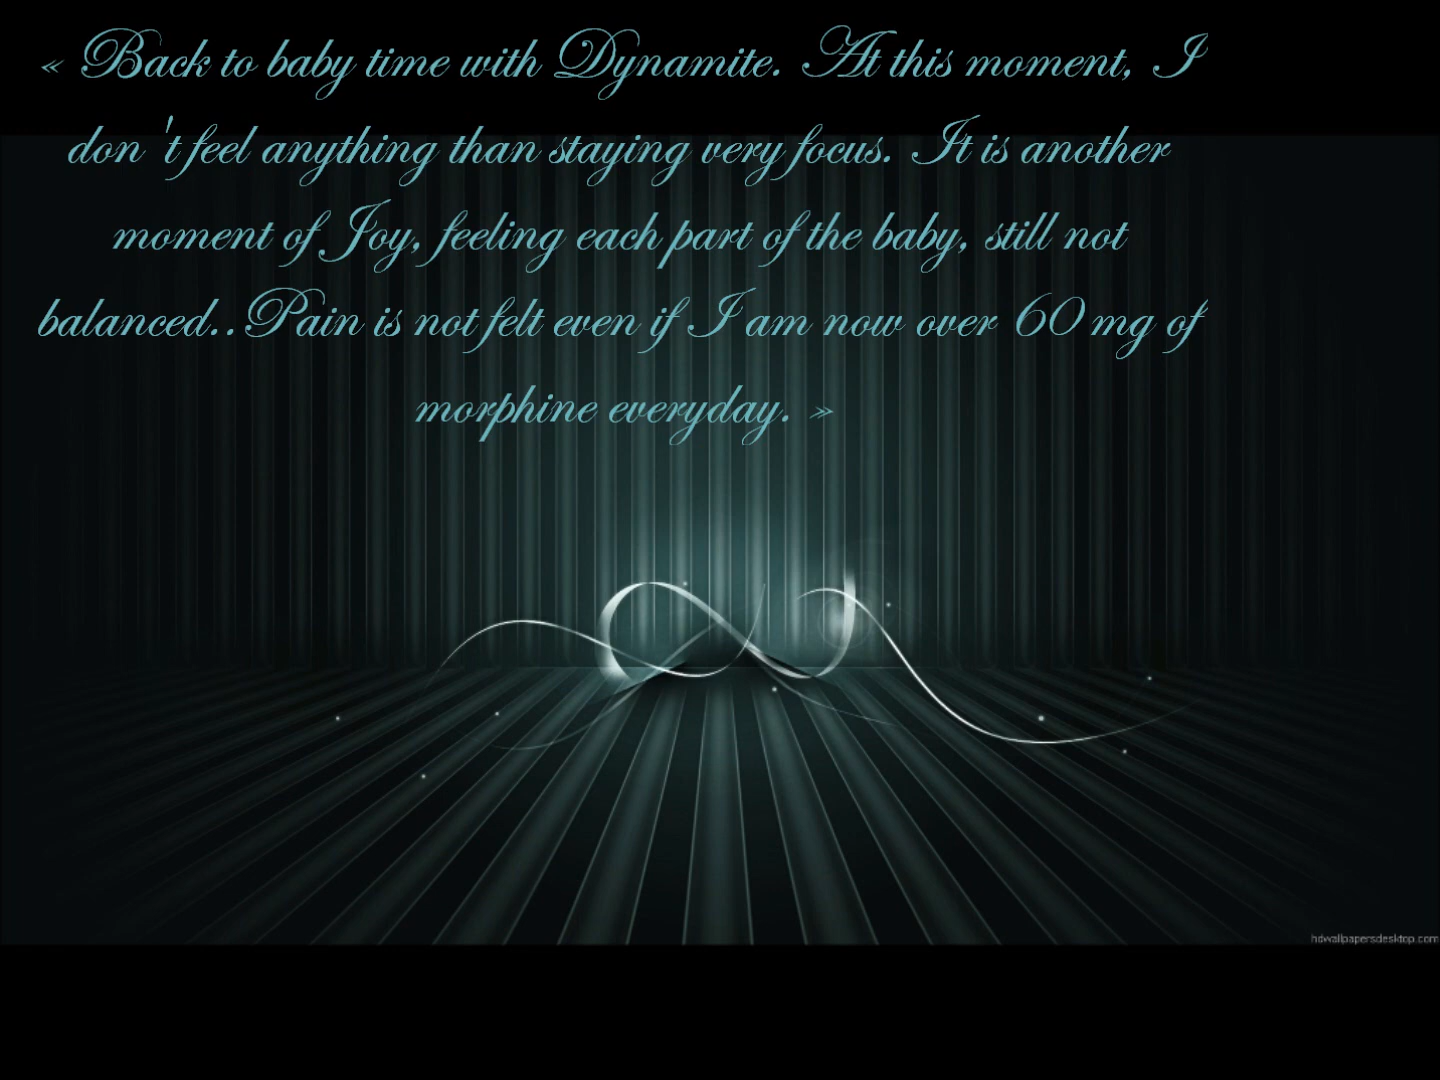 « Back to baby time with Dynamite. At this moment, I
don 't feel anything than staying very focus. It is another
moment of Joy, feeling each part of the baby, still not
balanced..Pain is not felt even if I am now over 60 mg of
morphine everyday. »
hdwallpapersdesktop.com